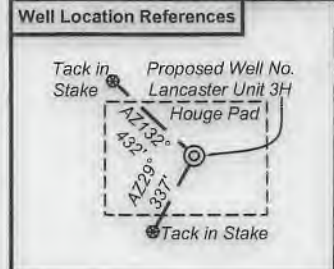 Well Location References
Tack in
Stake
Proposed Well No.
Lancaster Unit 3H
Houge Pad
AZ132°
432'
AZ29°
337'
Tack in Stake